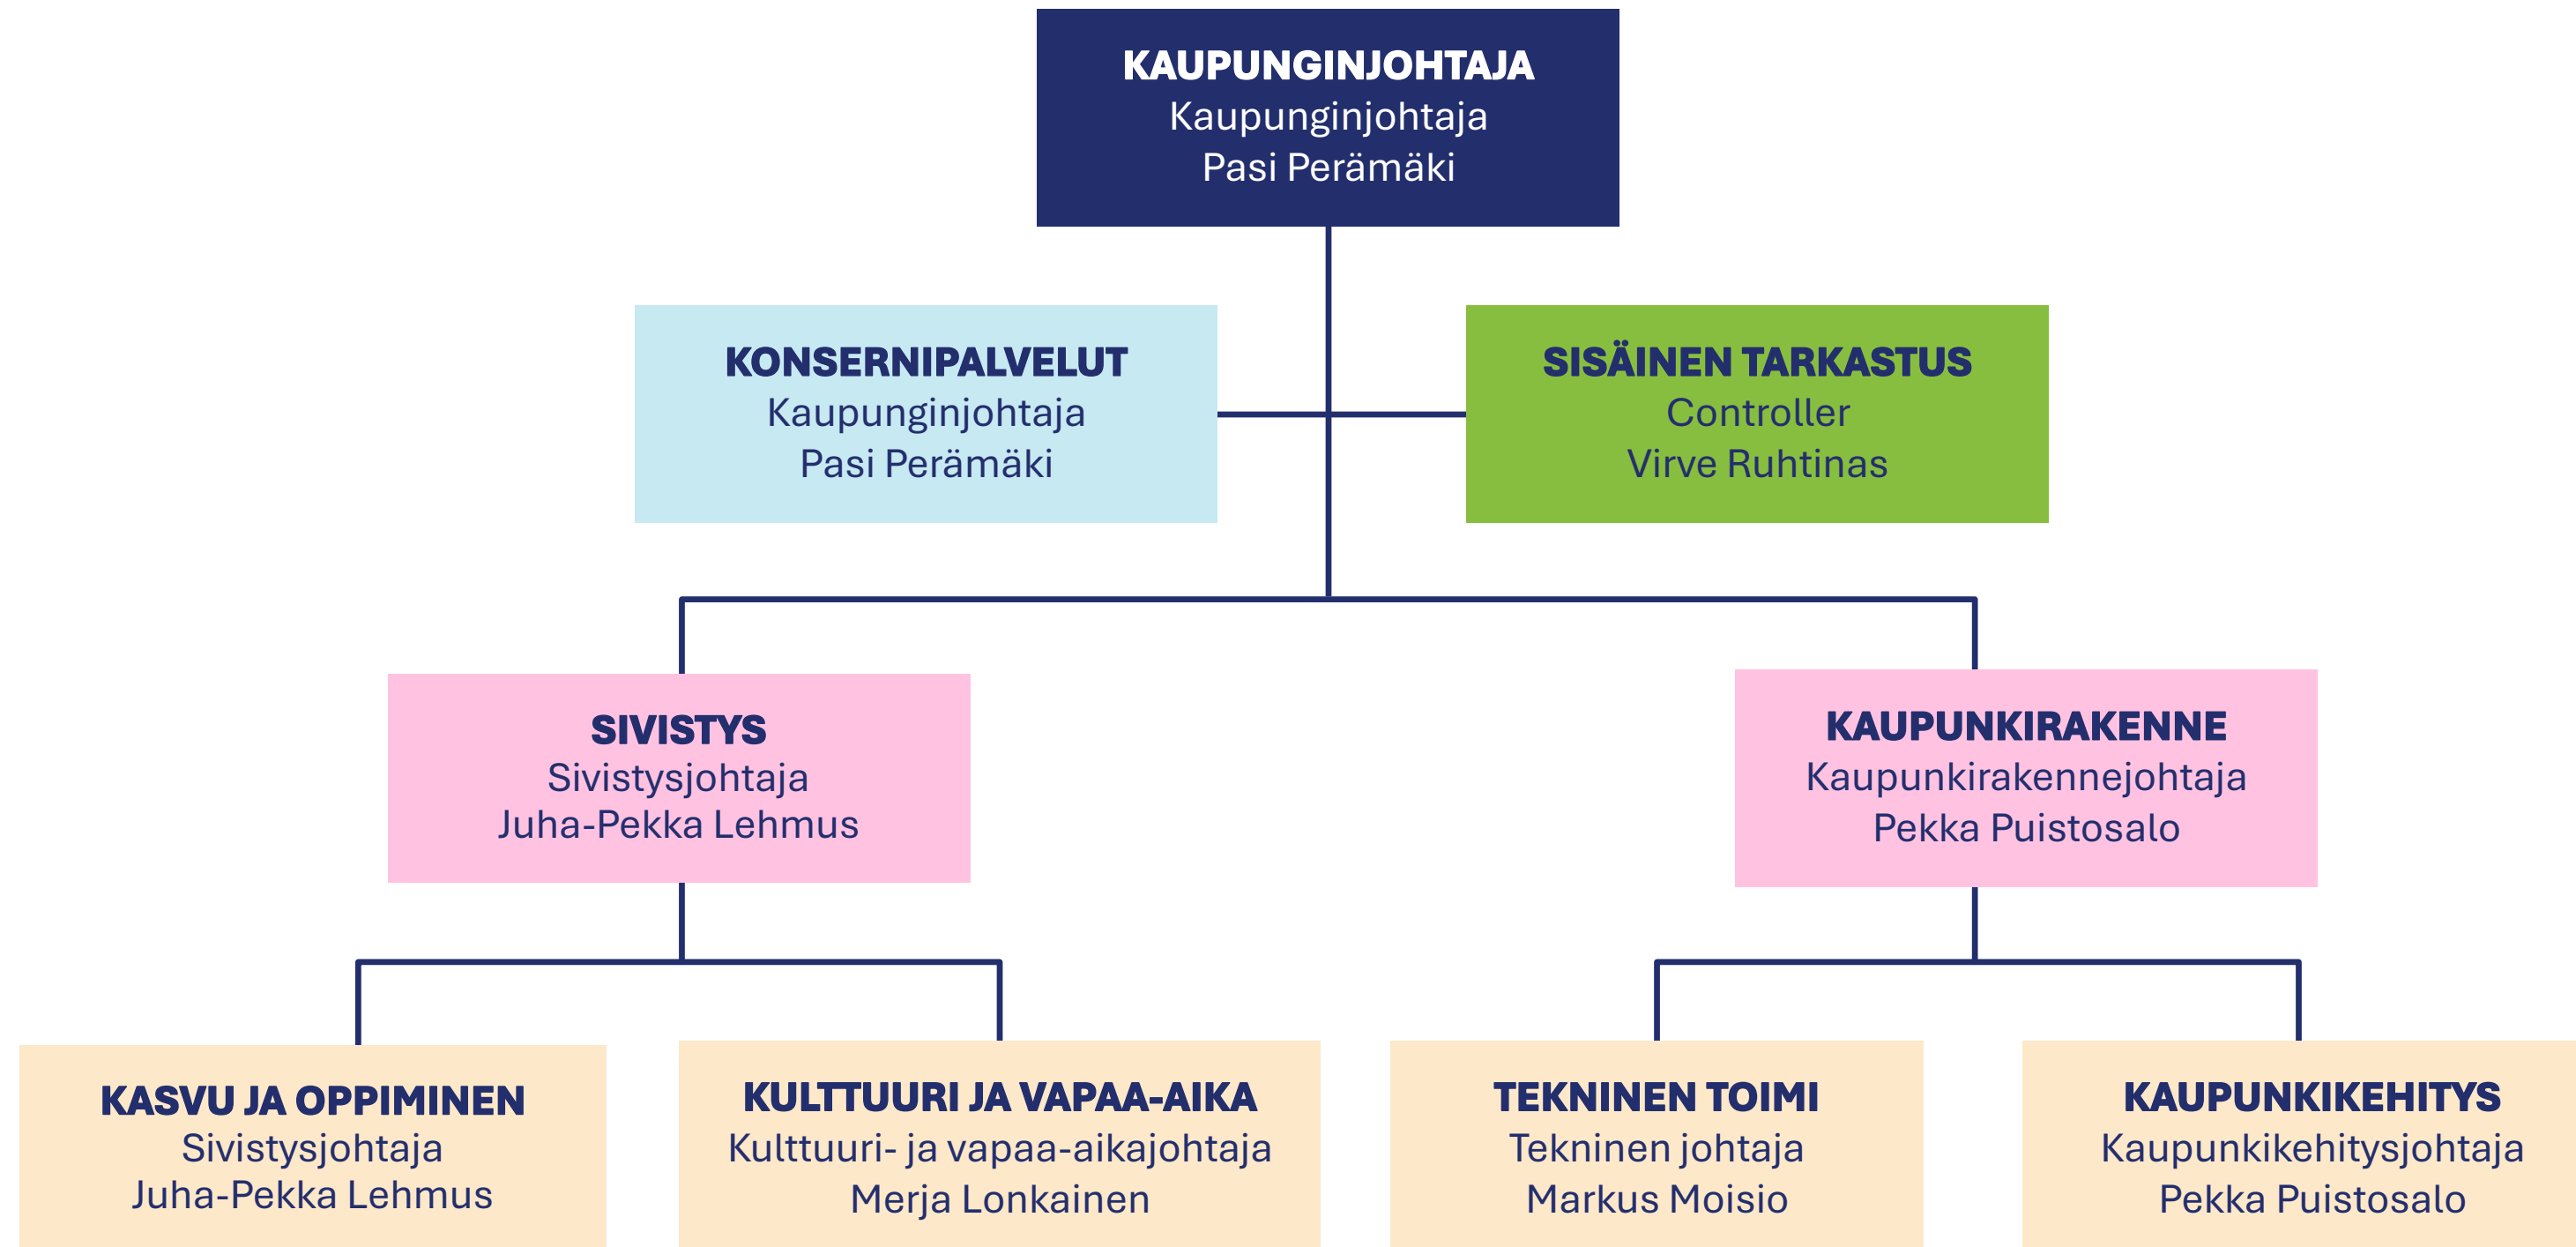 KAUPUNGINJOHTAJA
Kaupunginjohtaja
Pasi Perämäki
KONSERNIPALVELUT
Kaupunginjohtaja
Pasi Perämäki
SISÄINEN TARKASTUS
Controller
Virve Ruhtinas
SIVISTYS
Sivistysjohtaja
Juha-Pekka Lehmus
KAUPUNKIRAKENNE
Kaupunkirakennejohtaja
Pekka Puistosalo
KASVU JA OPPIMINEN
Sivistysjohtaja
Juha-Pekka Lehmus
KULTTUURI JA VAPAA-AIKA
Kulttuuri- ja vapaa-aikajohtaja
Merja Lonkainen
TEKNINEN TOIMI
Tekninen johtaja
Markus Moisio
KAUPUNKIKEHITYS
Kaupunkikehitysjohtaja
Pekka Puistosalo